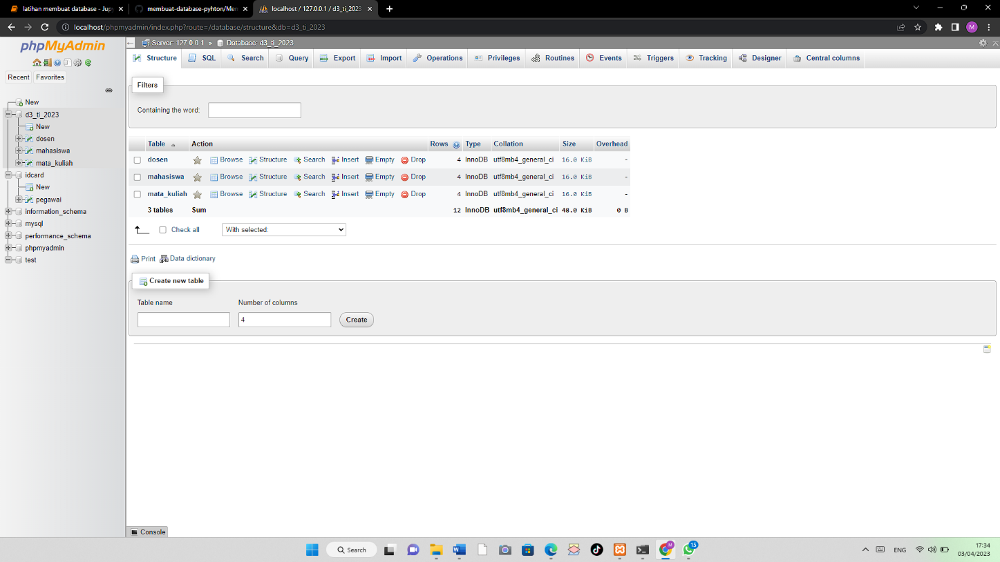 latihan membuat database - Jup
membuat-database-pyhton/Men
localhost / 127.0.0.1 / d3_ti_2023
localhost/phpmyadmin/index.php?route=/database/structure&db=d3_ti_2023
M
phpMyAdmin
Recent Favorites
New
d3_ti_2023
New
dosen
mahasiswa
mata_kuliah
idcard
New
pegawai
information_schema
mysql
performance_schema
phpmyadmin
test
Server: 127.0.0.1 » Database: d3_ti_2023
Structure SQL Search Query Export Import Operations Privileges Routines Events Triggers Tracking Designer Central columns
Filters
Containing the word:
Table Action Rows Type Collation Size Overhead
dosen Browse Structure Search Insert Empty Drop 4 InnoDB utf8mb4_general_ci 16.0 KiB -
mahasiswa Browse Structure Search Insert Empty Drop 4 InnoDB utf8mb4_general_ci 16.0 KiB -
mata_kuliah Browse Structure Search Insert Empty Drop 4 InnoDB utf8mb4_general_ci 16.0 KiB -
3 tables Sum 12 InnoDB utf8mb4_general_ci 48.0 KiB 0 B
Check all With selected:
Print Data dictionary
Create new table
Table name Number of columns
4 Create
Console
Search
M
15
ENG
17:34
03/04/2023